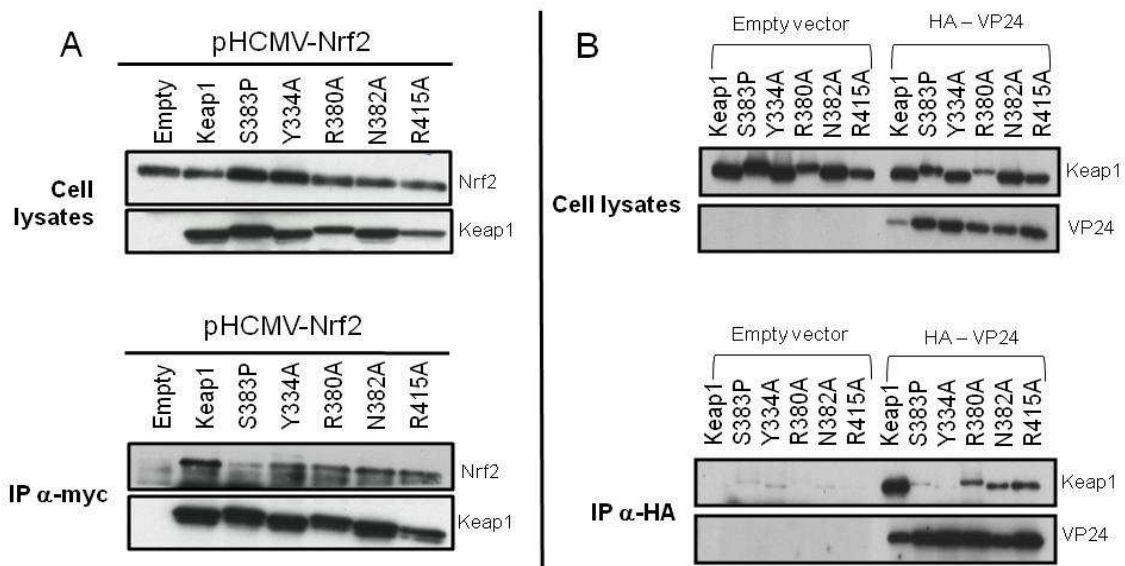 A
pHCMV-Nrf2
Empty
Keap1
S383P
Y334A
R380A
N382A
R415A
Cell lysates
Nrf2
Keap1
pHCMV-Nrf2
Empty
Keap1
S383P
Y334A
R380A
N382A
R415A
IP α-myc
Nrf2
Keap1
B
Empty vector
HA – VP24
Keap1
S383P
Y334A
R380A
N382A
R415A
Keap1
S383P
Y334A
R380A
N382A
R415A
Cell lysates
Keap1
VP24
Empty vector
HA – VP24
Keap1
S383P
Y334A
R380A
N382A
R415A
Keap1
S383P
Y334A
R380A
N382A
R415A
IP α-HA
Keap1
VP24